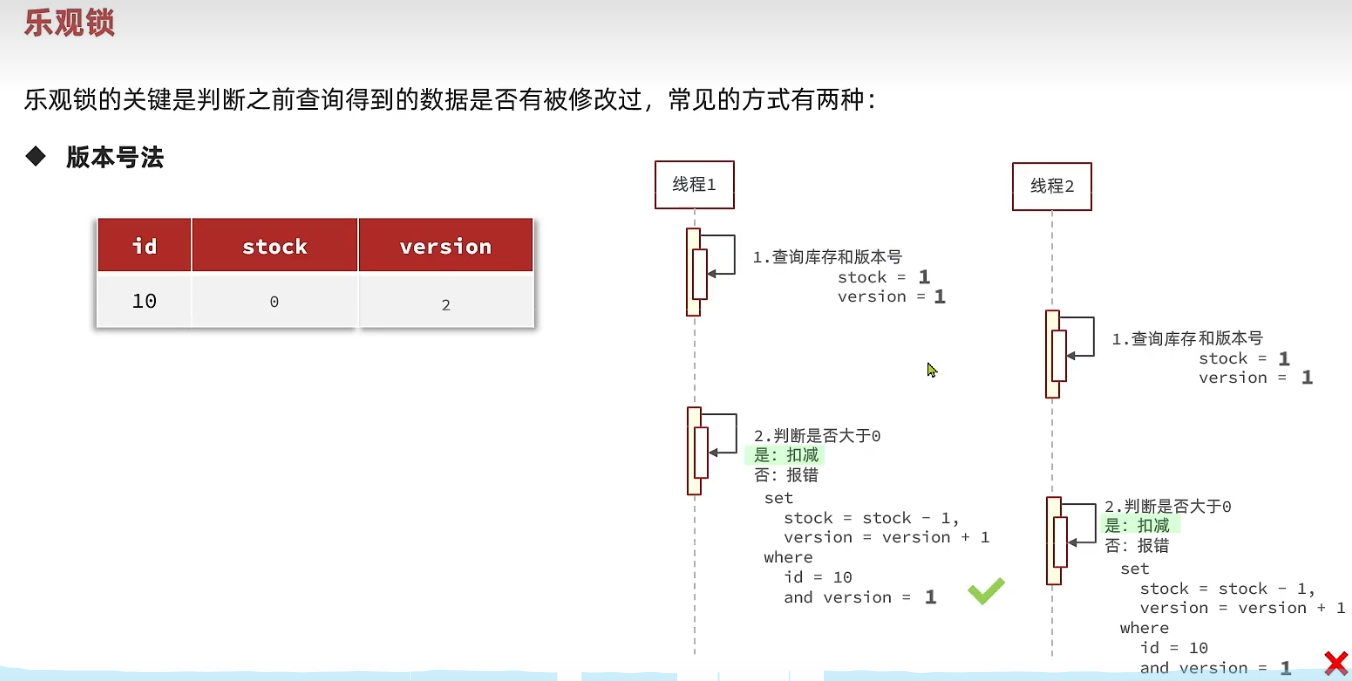 乐观锁
乐观锁的关键是判断之前查询得到的数据是否有被修改过，常见的方式有两种：
◆ 版本号法
id stock version
10 0 2
线程1
1.查询库存和版本号
stock = 1
version = 1
2.判断是否大于0
是：扣减
否：报错
set
stock = stock - 1,
version = version + 1
where
id = 10
and version = 1
线程2
1.查询库存和版本号
stock = 1
version = 1
2.判断是否大于0
是：扣减
否：报错
set
stock = stock - 1,
version = version + 1
where
id = 10
and version = 1